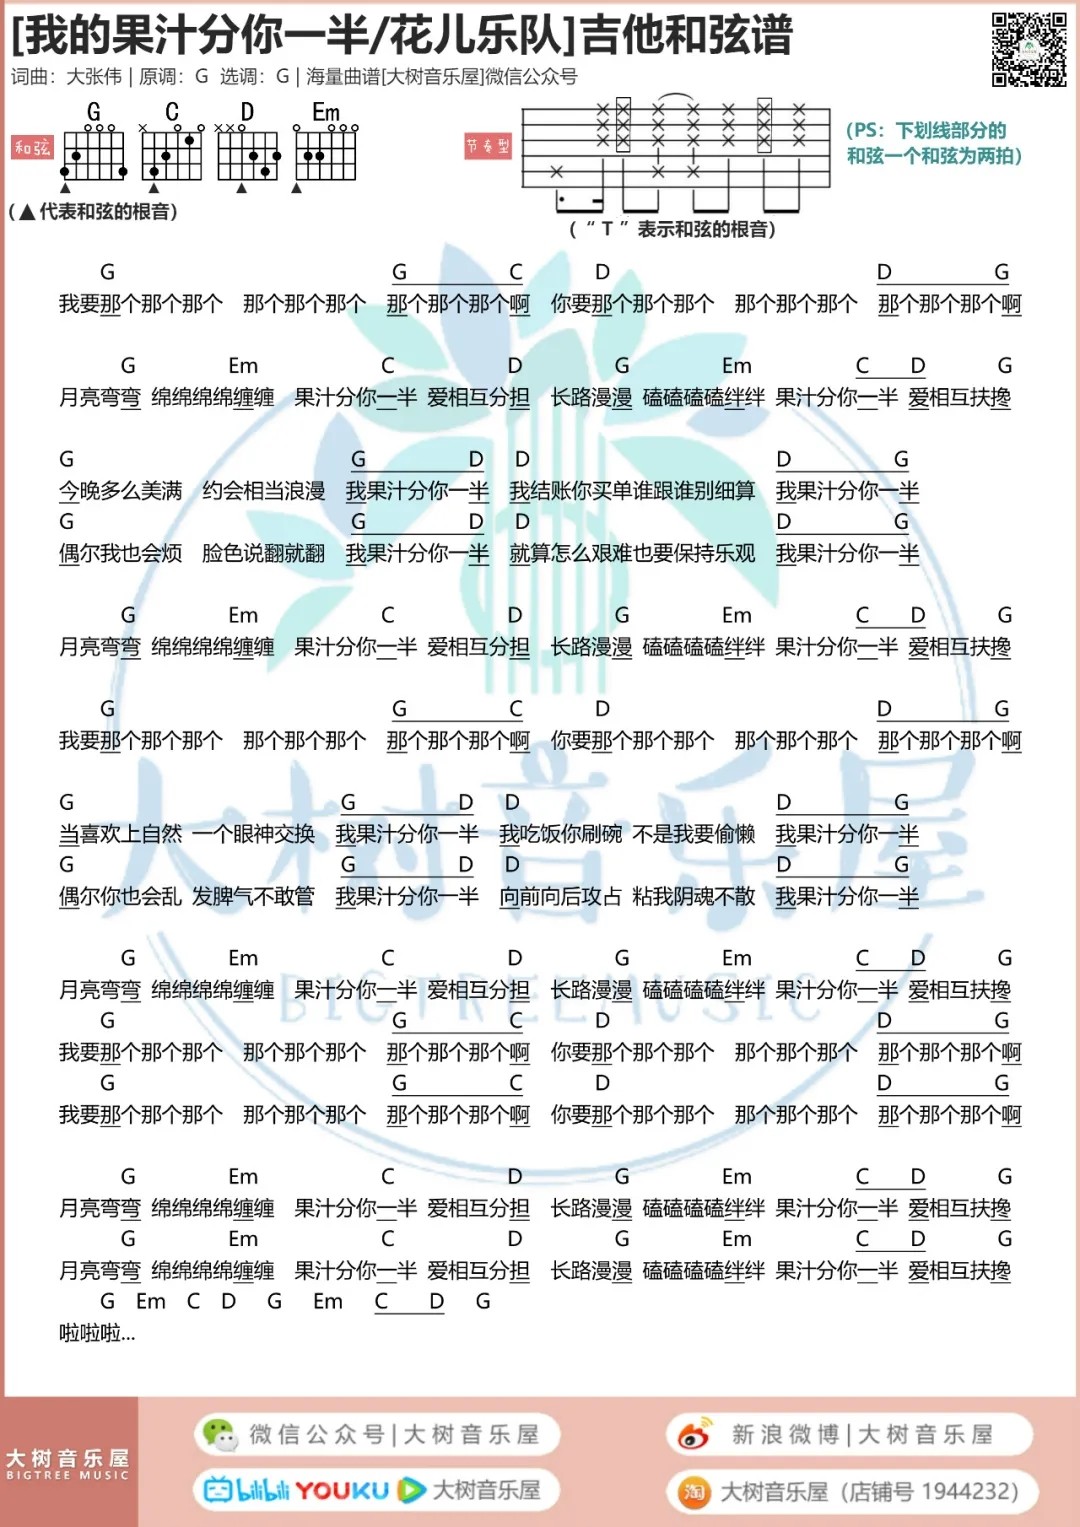 [我的果汁分你一半/花儿乐队]吉他和弦谱
词曲：大张伟 | 原调：G 选调：G | 海量曲谱[大树音乐屋]微信公众号
和弦 G C D Em
节奏型
(PS：下划线部分的
和弦一个和弦为两拍)
(▲代表和弦的根音)
(“T”表示和弦的根音)
G G C D D G
我要那个那个那个 那个那个那个 那个那个那个啊 你要那个那个那个 那个那个那个 那个那个那个啊
G Em C D G Em C D G
月亮弯弯 绵绵绵绵缠缠 果汁分你一半 爱相互分担 长路漫漫 磕磕磕磕绊绊 果汁分你一半 爱相互扶搀
G G D D D G
今晚多么美满 约会相当浪漫 我果汁分你一半 我结账你买单谁跟谁别细算 我果汁分你一半
G G D D D G
偶尔我也会烦 脸色说翻就翻 我果汁分你一半 就算怎么艰难也要保持乐观 我果汁分你一半
G Em C D G Em C D G
月亮弯弯 绵绵绵绵缠缠 果汁分你一半 爱相互分担 长路漫漫 磕磕磕磕绊绊 果汁分你一半 爱相互扶搀
G G C D D G
我要那个那个那个 那个那个那个 那个那个那个啊 你要那个那个那个 那个那个那个 那个那个那个啊
G G D D D G
当喜欢上自然 一个眼神交换 我果汁分你一半 我吃饭你刷碗 不是我要偷懒 我果汁分你一半
G G D D D G
偶尔你也会乱 发脾气不敢管 我果汁分你一半 向前向后攻占 粘我阴魂不散 我果汁分你一半
G Em C D G Em C D G
月亮弯弯 绵绵绵绵缠缠 果汁分你一半 爱相互分担 长路漫漫 磕磕磕磕绊绊 果汁分你一半 爱相互扶搀
G G C D D G
我要那个那个那个 那个那个那个 那个那个那个啊 你要那个那个那个 那个那个那个 那个那个那个啊
G G C D D G
我要那个那个那个 那个那个那个 那个那个那个啊 你要那个那个那个 那个那个那个 那个那个那个啊
G Em C D G Em C D G
月亮弯弯 绵绵绵绵缠缠 果汁分你一半 爱相互分担 长路漫漫 磕磕磕磕绊绊 果汁分你一半 爱相互扶搀
G Em C D G Em C D G
月亮弯弯 绵绵绵绵缠缠 果汁分你一半 爱相互分担 长路漫漫 磕磕磕磕绊绊 果汁分你一半 爱相互扶搀
G Em C D G Em C D G
啦啦啦...
大树音乐屋
BIGTREEMUSIC
大树音乐屋
BIGTREE MUSIC
微信公众号|大树音乐屋
新浪微博|大树音乐屋
bilibili YOUKU 大树音乐屋
淘 大树音乐屋（店铺号 1944232）